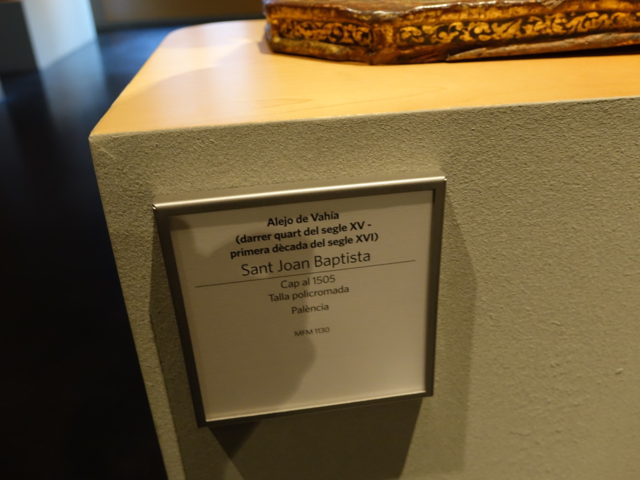 Alejo de Vahía
(darrer quart del segle XV -
primera dècada del segle XVI)
Sant Joan Baptista
Cap al 1505
Talla policromada
Palència
MFM 1130